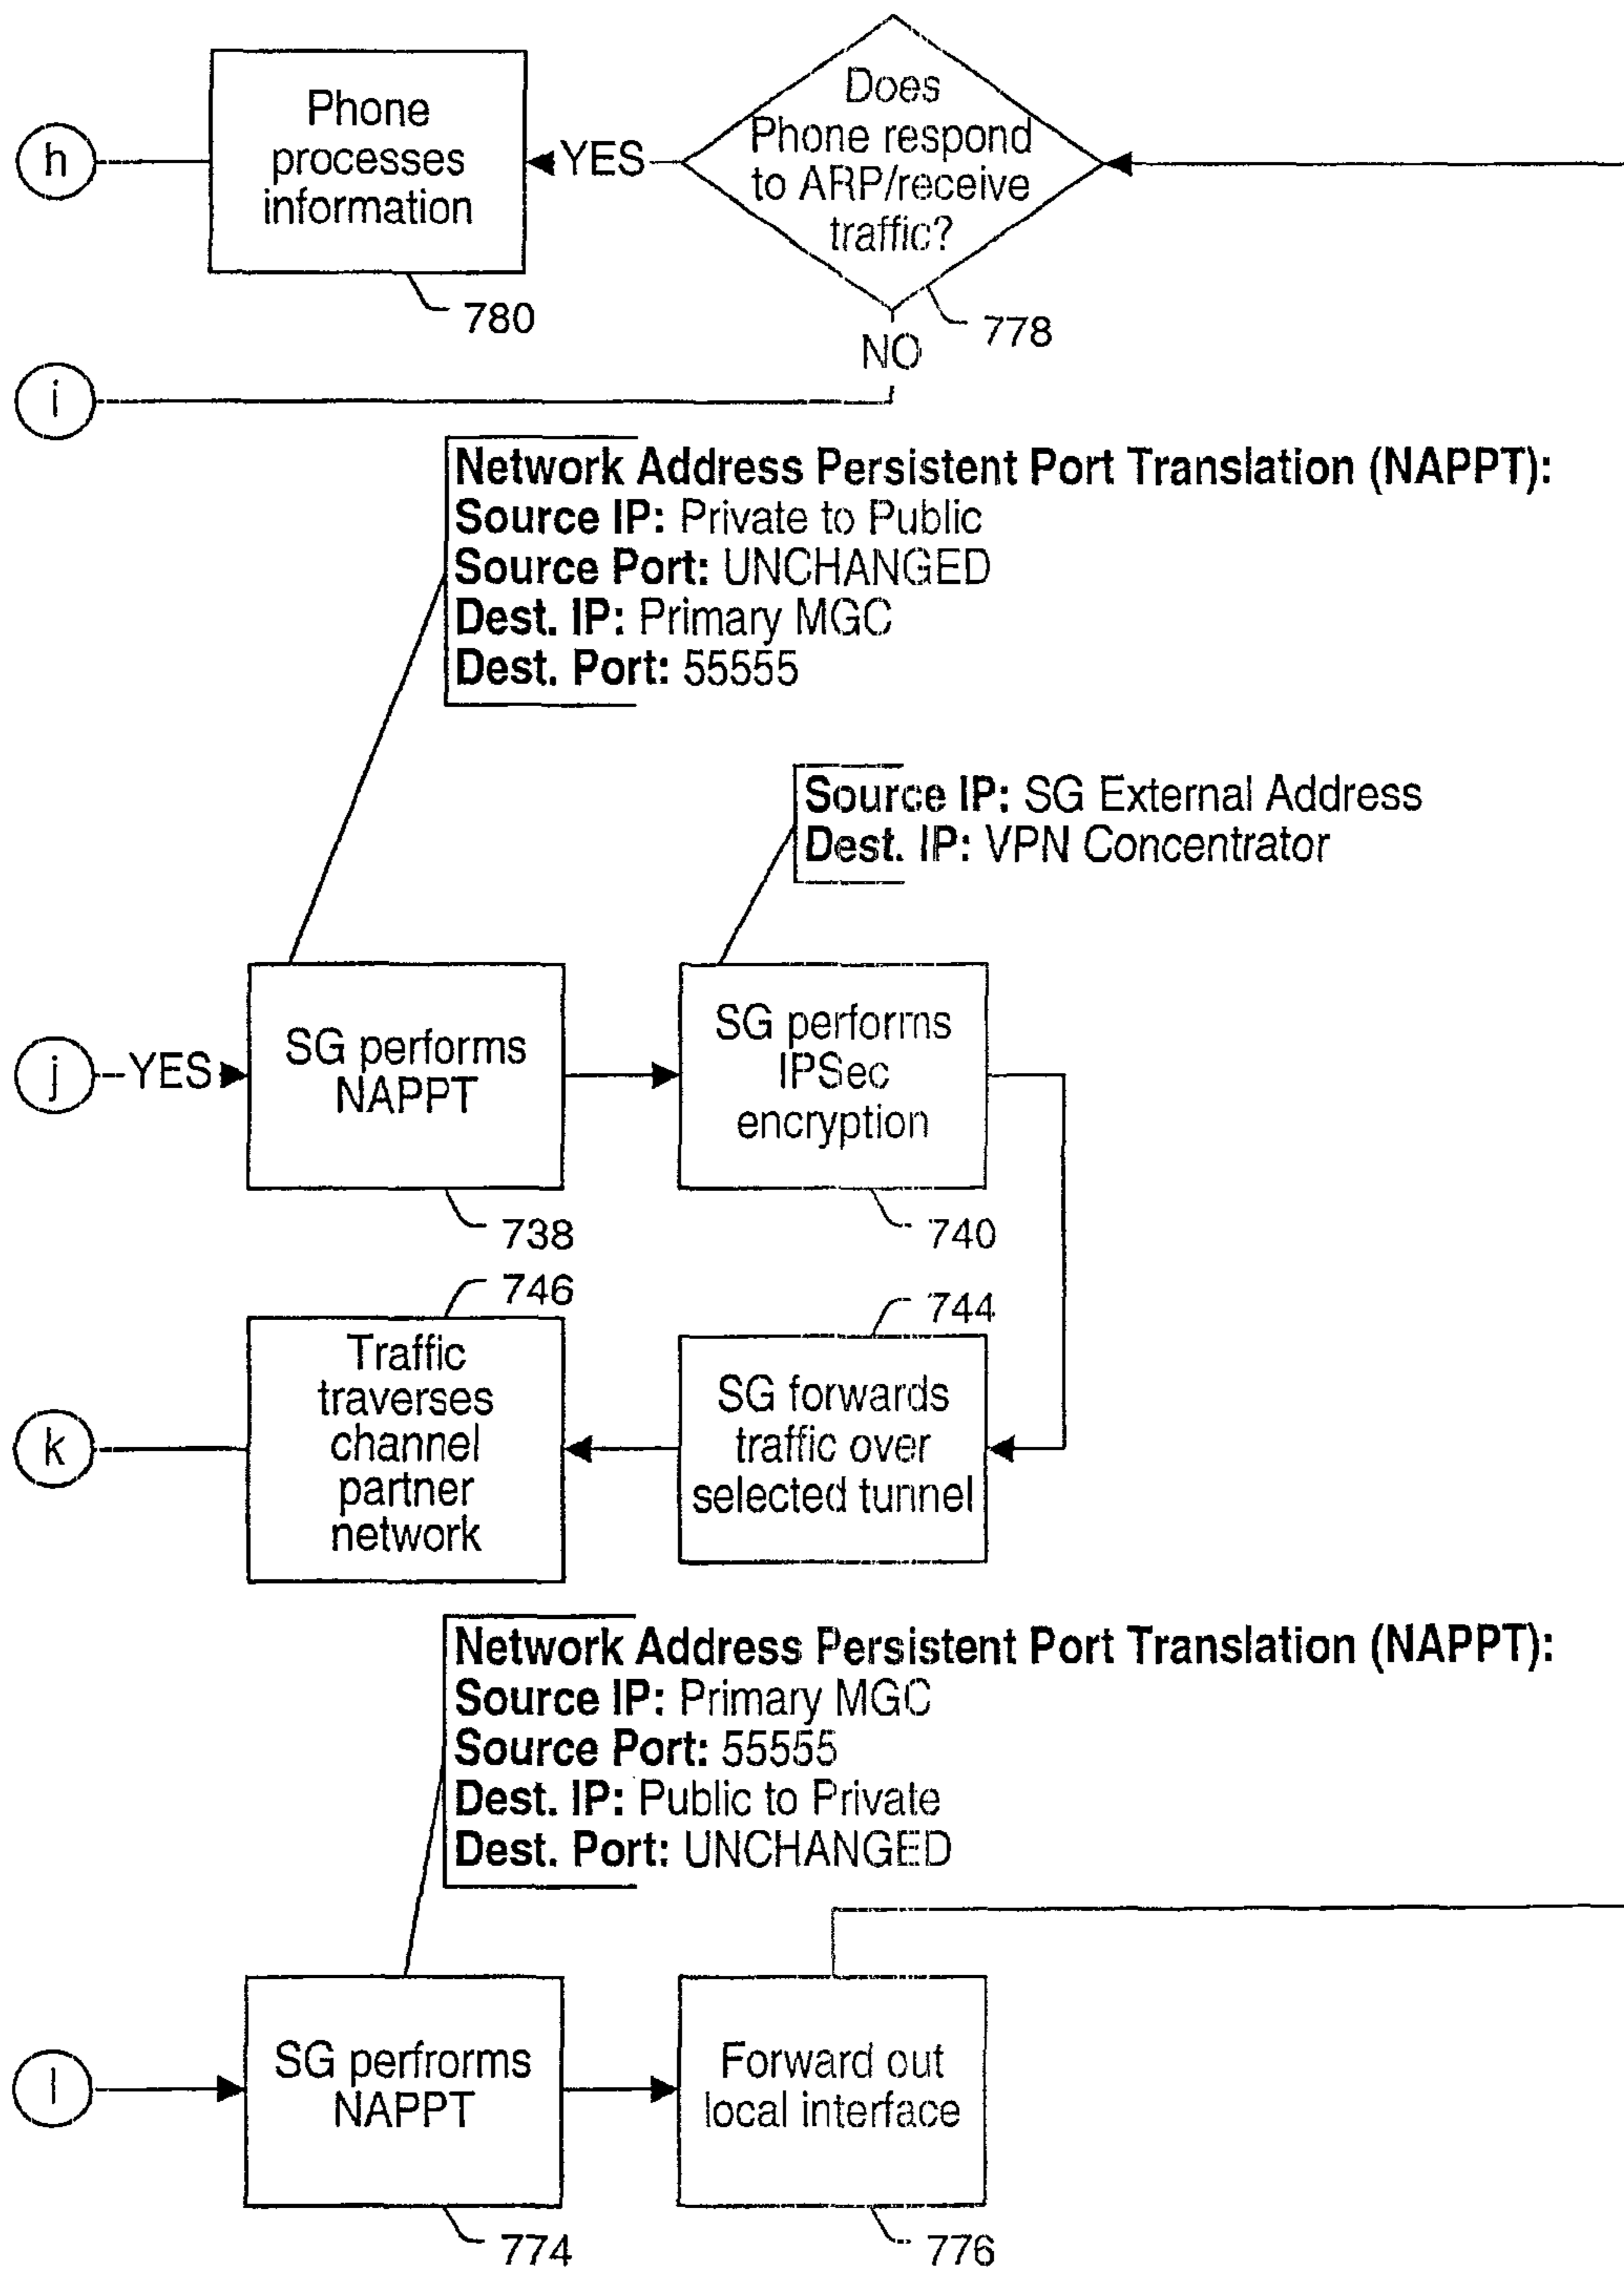 h
Phone
processes
information
780
YES
Does
Phone respond
to ARP/receive
traffic?
778
NO
i
Network Address Persistent Port Translation (NAPPT):
Source IP: Private to Public
Source Port: UNCHANGED
Dest. IP: Primary MGC
Dest. Port: 55555
Source IP: SG External Address
Dest. IP: VPN Concentrator
j
YES
SG performs
NAPPT
738
SG performs
IPSec
encryption
740
746
Traffic
traverses
channel
partner
network
k
744
SG forwards
traffic over
selected tunnel
Network Address Persistent Port Translation (NAPPT):
Source IP: Primary MGC
Source Port: 55555
Dest. IP: Public to Private
Dest. Port: UNCHANGED
l
SG perfrorms
NAPPT
774
Forward out
local interface
776